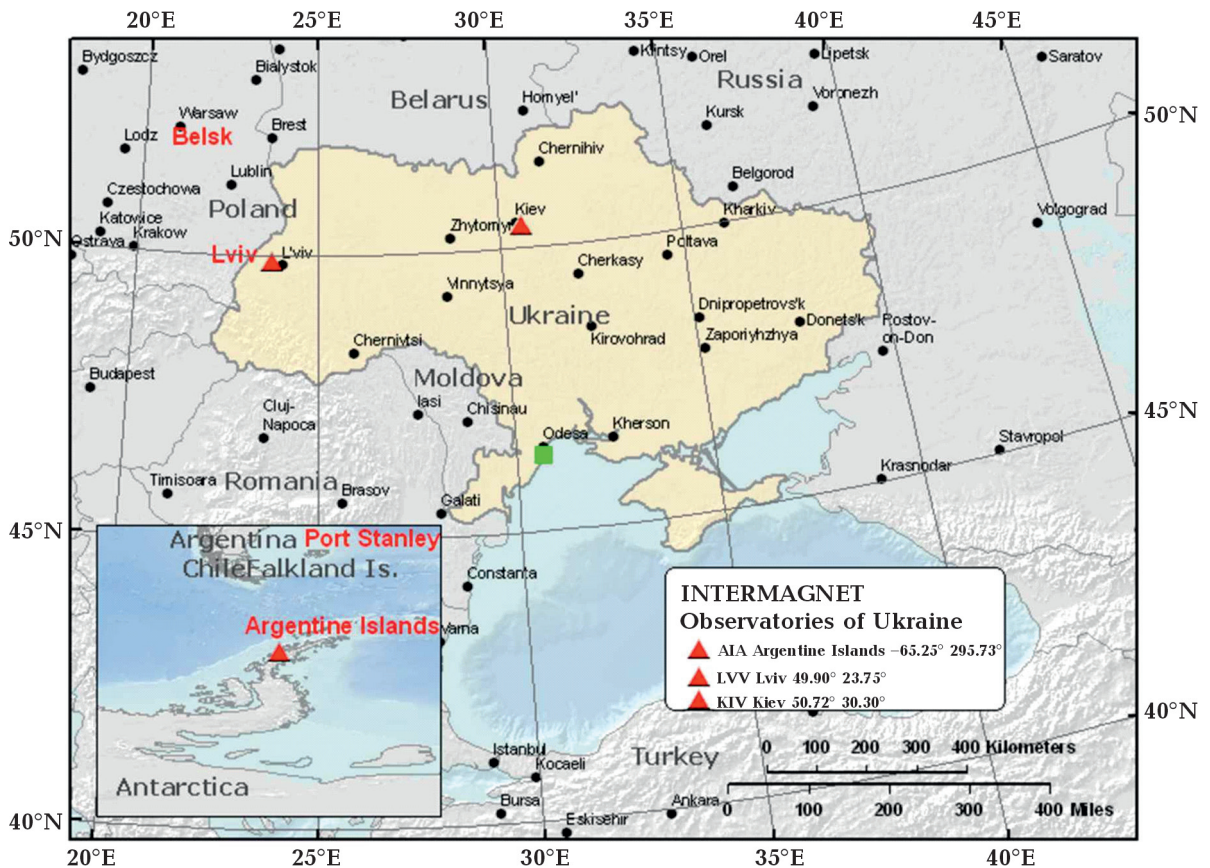 20°E 25°E 30°E 35°E 40°E 45°E
Bydgoszcz
Bialystok
Klintsy
Orel
Lipetsk
Saratov
Russia
Belarus
Homyel'
Voronezh
Warsaw
Belsk
Lodz
Brest
Kursk
50°N
Chernihiv
Lublin
Belgorod
Czestochowa
Poland
Katowice
Krakow
Ostrava
50°N
Kiev
Zhytomyr
Kharkiv
Volgograd
Lviv
L'viv
Poltava
Cherkasy
Vinnytsya
Ukraine
Kirovohrad
Dnipropetrovs'k
Donets'k
Zaporiyhzhya
Rostov-
on-Don
Chernivtsi
Budapest
Moldova
Iasi
Chisinau
Cluj-
Napoca
Odesa
Kherson
45°N
Stavropol
Krasnodar
Timisoara
Romania
Brasov
Galati
45°N
Argentina Port Stanley
Chile Falkland Is.
Argentine Islands
Antarctica
Constanta
Varna
INTERMAGNET
Observatories of Ukraine
AIA Argentine Islands −65.25° 295.73°
LVV Lviv 49.90° 23.75°
KIV Kiev 50.72° 30.30°
40°N
Istanbul
Kocaeli
Turkey
Bursa
Eskisehir
Ankara
0 100 200 300 400 Kilometers
0 100 200 300 400 Miles
40°N
20°E 25°E 30°E 35°E 40°E